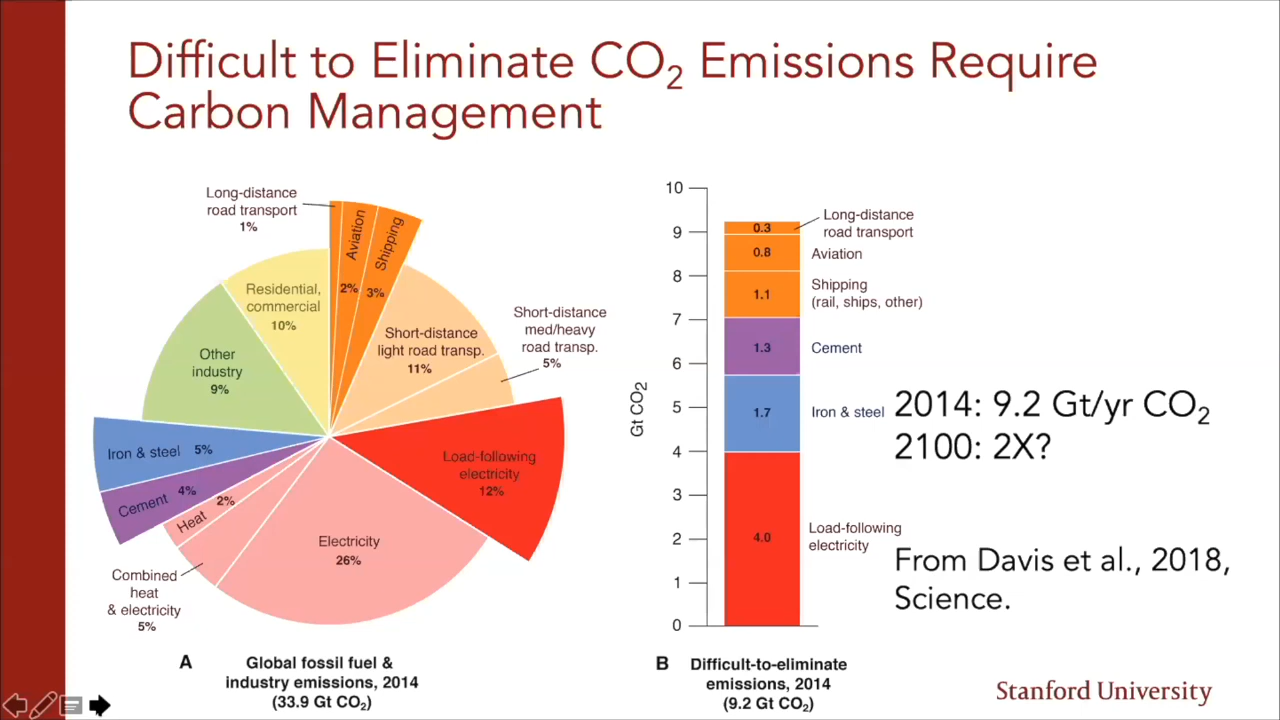 Difficult to Eliminate CO₂ Emissions Require
Carbon Management
Long-distance
road transport
1%
Aviation
2%
Shipping
3%
Short-distance
light road transp.
11%
Short-distance
med/heavy
road transp.
5%
Load-following
electricity
12%
Electricity
26%
Combined
heat
& electricity
5%
Heat
2%
Cement
4%
Iron & steel
5%
Other
industry
9%
Residential,
commercial
10%
A
Global fossil fuel &
industry emissions, 2014
(33.9 Gt CO₂)
Gt CO₂
10
9
8
7
6
5
4
3
2
1
0
0.3
Long-distance
road transport
0.8
Aviation
1.1
Shipping
(rail, ships, other)
1.3
Cement
1.7
Iron & steel
4.0
Load-following
electricity
B
Difficult-to-eliminate
emissions, 2014
(9.2 Gt CO₂)
2014: 9.2 Gt/yr CO₂
2100: 2X?
From Davis et al., 2018,
Science.
Stanford University